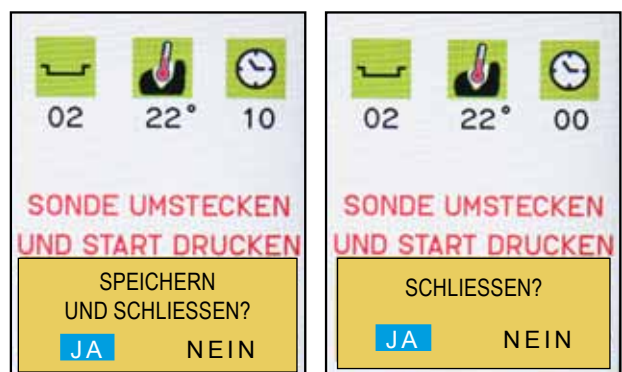 02 22° 10
SONDE UMSTECKEN
UND START DRUCKEN
SPEICHERN
UND SCHLIESSEN?
JA NEIN
02 22° 00
SONDE UMSTECKEN
UND START DRUCKEN
SCHLIESSEN?
JA NEIN